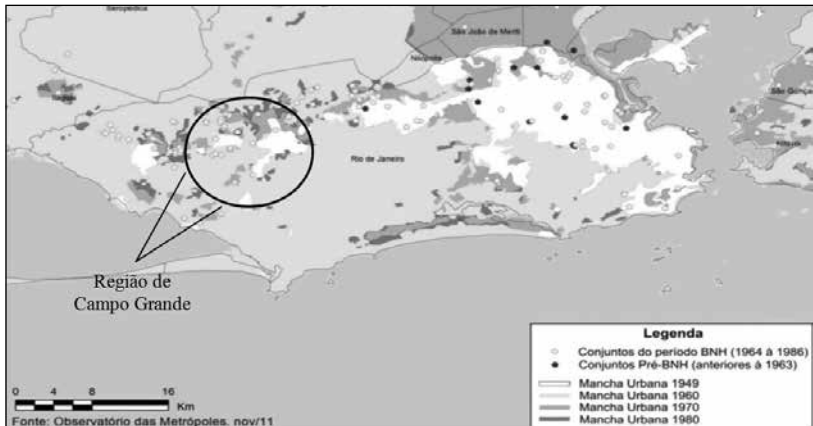 Seropédica
São João de Meriti
Nilópolis
São Gonçalo
Itaguaí
Niterói
Rio de Janeiro
Região de
Campo Grande
Legenda
Conjuntos do período BNH (1964 à 1986)
Conjuntos Pré-BNH (anteriores à 1963)
Mancha Urbana 1949
Mancha Urbana 1960
Mancha Urbana 1970
Mancha Urbana 1980
0 4 8 16
Km
Fonte: Observatório das Metrópoles, nov/11